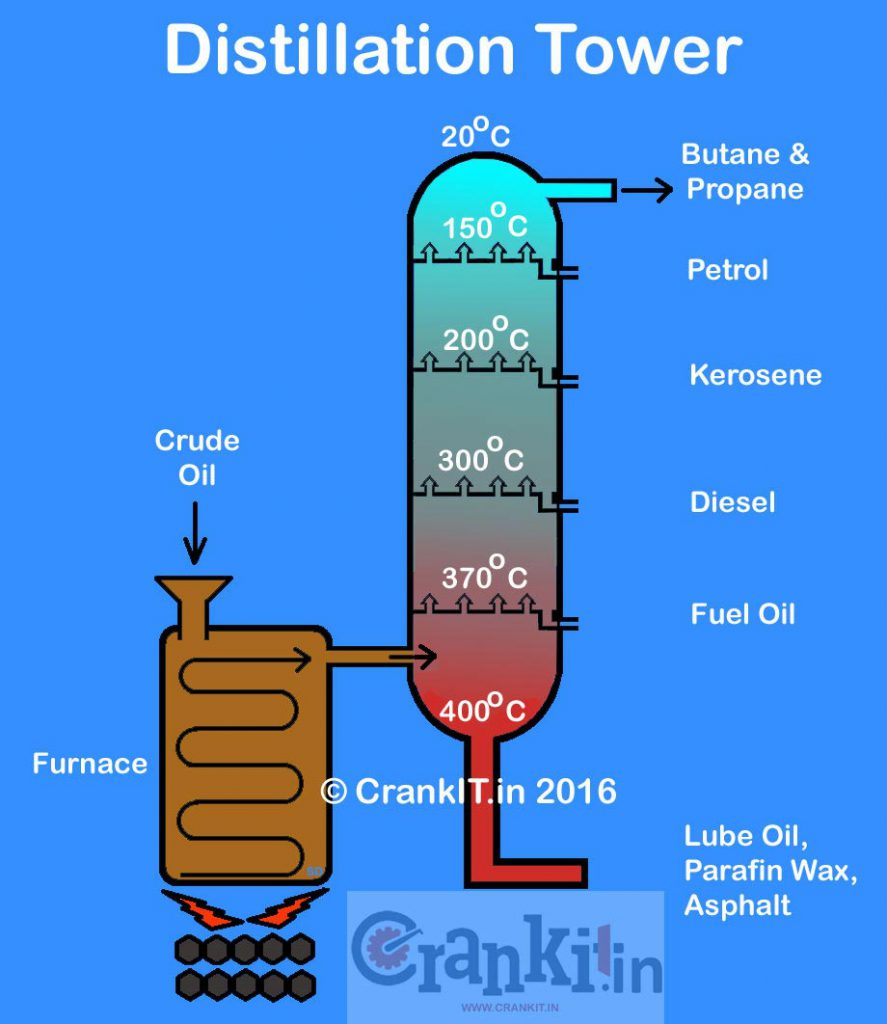 Distillation Tower
20°C
Butane &
Propane
150°C
Petrol
200°C
Kerosene
Crude
Oil
300°C
Diesel
370°C
Fuel Oil
400°C
Furnace
© CrankIT.in 2016
Lube Oil,
Parafin Wax,
Asphalt
SD
Crankit.in
WWW.CRANKIT.IN